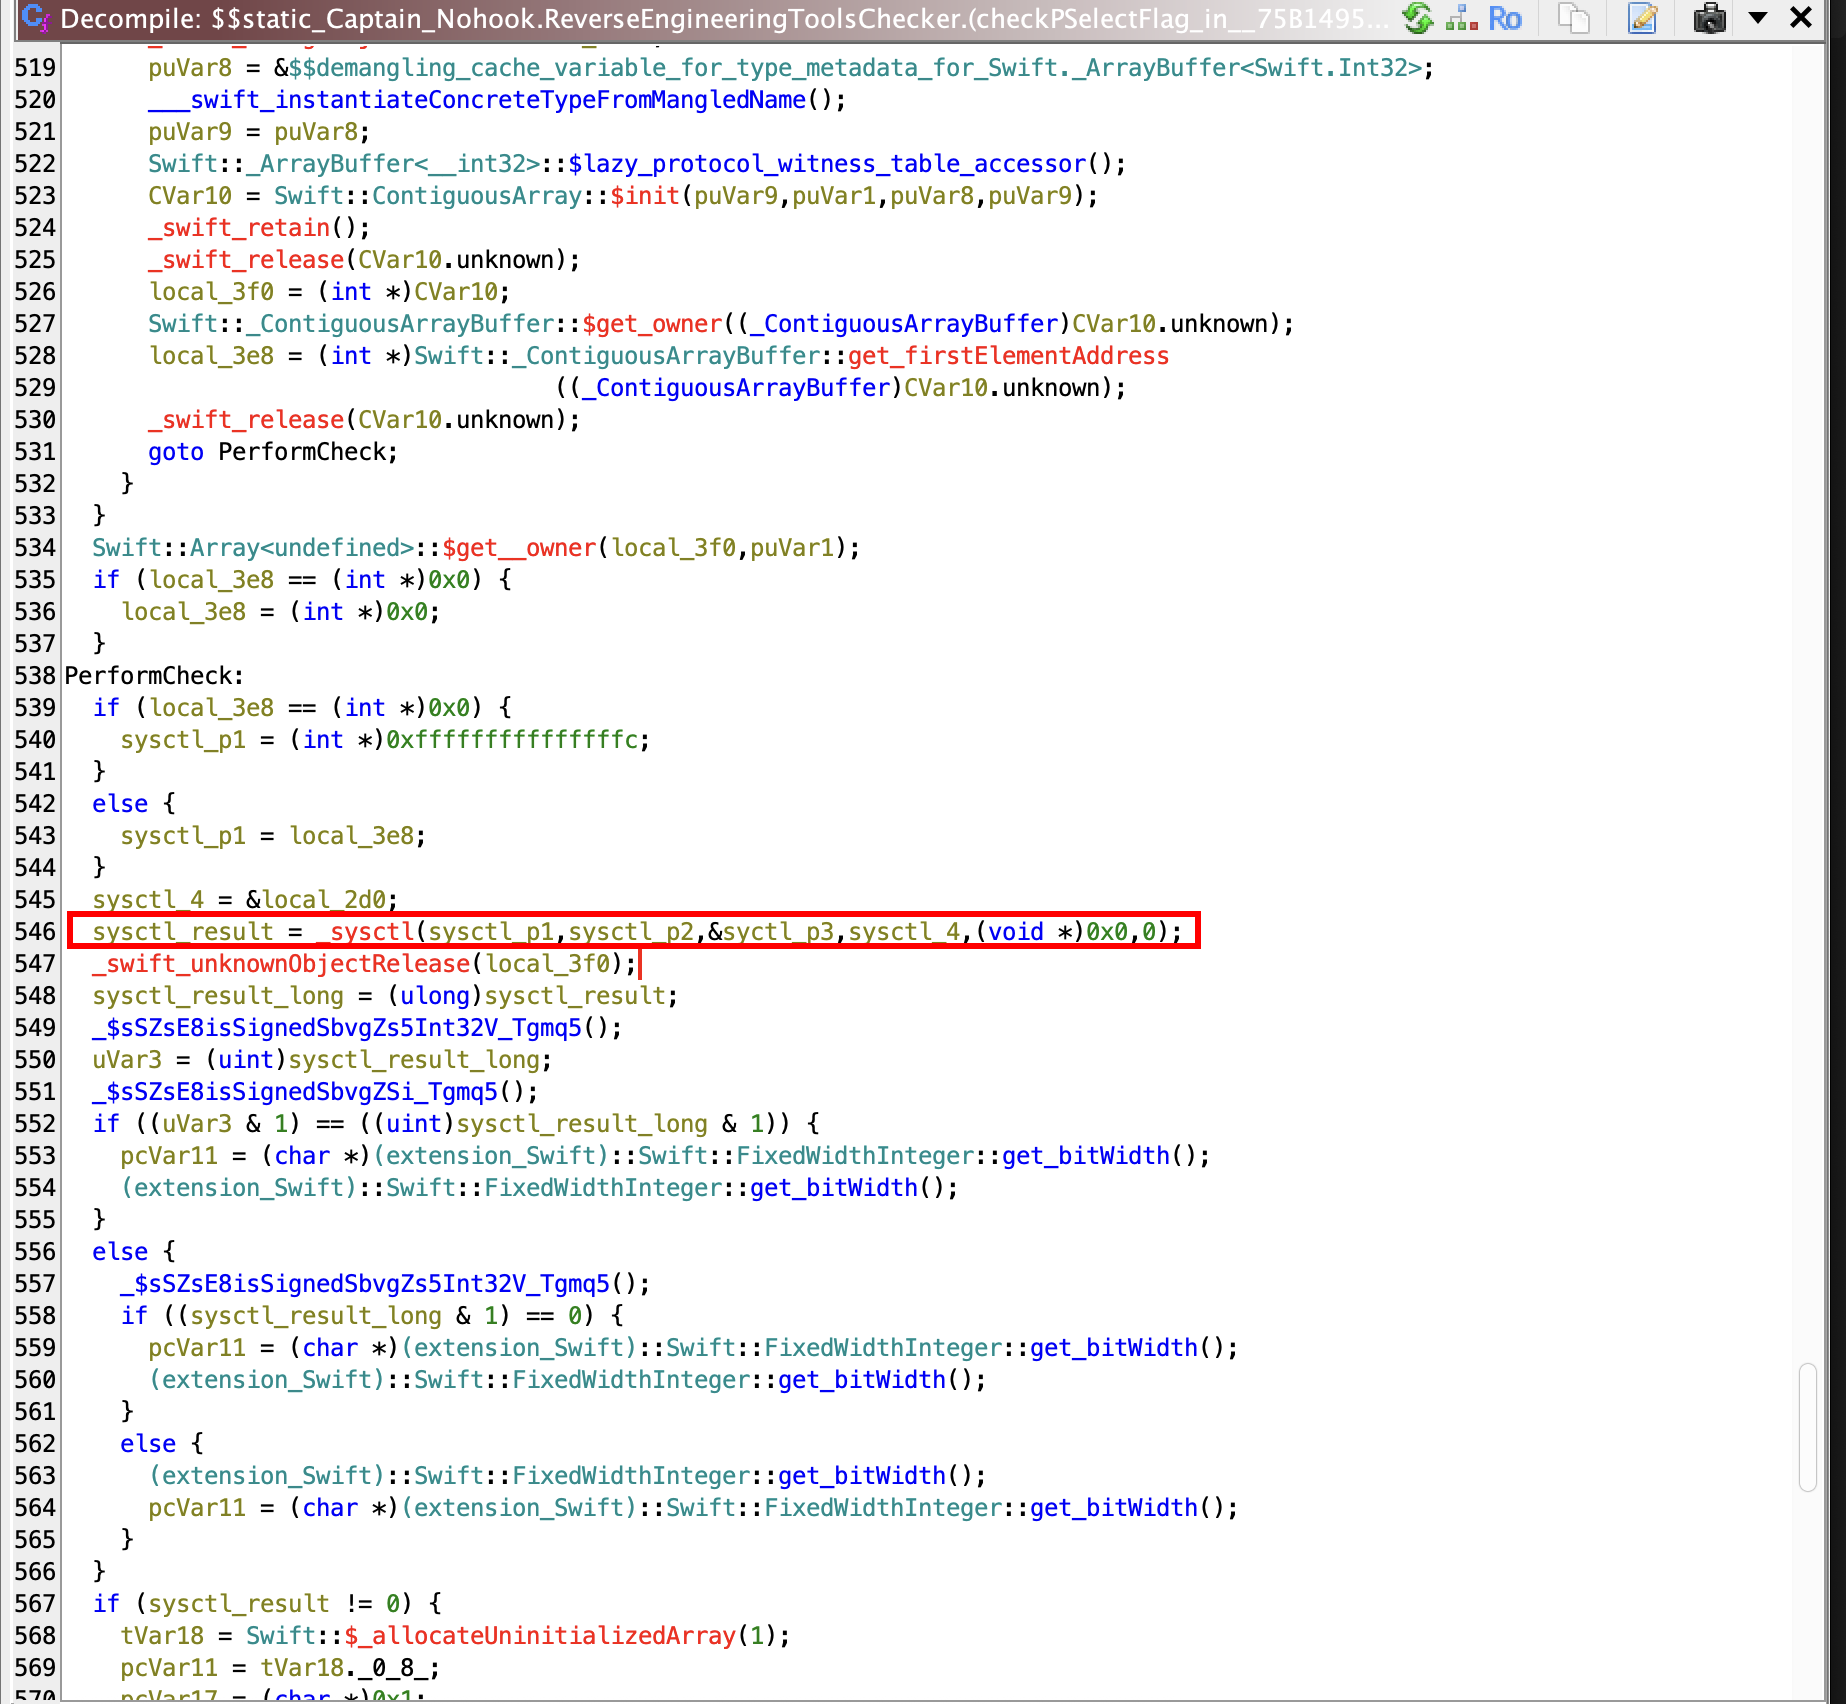 Decompile: $$static_Captain_Nohook.ReverseEngineeringToolsChecker.(checkPSelectFlag_in__75B1495... Ro
519 puVar8 = &$$demangling_cache_variable_for_type_metadata_for_Swift._ArrayBuffer<Swift.Int32>;
520 ___swift_instantiateConcreteTypeFromMangledName();
521 puVar9 = puVar8;
522 Swift::_ArrayBuffer<__int32>::$lazy_protocol_witness_table_accessor();
523 CVar10 = Swift::ContiguousArray::$init(puVar9,puVar1,puVar8,puVar9);
524 _swift_retain();
525 _swift_release(CVar10.unknown);
526 local_3f0 = (int *)CVar10;
527 Swift::_ContiguousArrayBuffer::$get_owner((_ContiguousArrayBuffer)CVar10.unknown);
528 local_3e8 = (int *)Swift::_ContiguousArrayBuffer::get_firstElementAddress
529 ((_ContiguousArrayBuffer)CVar10.unknown);
530 _swift_release(CVar10.unknown);
531 goto PerformCheck;
532 }
533 }
534 Swift::Array<undefined>::$get__owner(local_3f0,puVar1);
535 if (local_3e8 == (int *)0x0) {
536 local_3e8 = (int *)0x0;
537 }
538 PerformCheck:
539 if (local_3e8 == (int *)0x0) {
540 sysctl_p1 = (int *)0xfffffffffffffffc;
541 }
542 else {
543 sysctl_p1 = local_3e8;
544 }
545 sysctl_4 = &local_2d0;
546 sysctl_result = _sysctl(sysctl_p1,sysctl_p2,&syctl_p3,sysctl_4,(void *)0x0,0);
547 _swift_unknownObjectRelease(local_3f0);
548 sysctl_result_long = (ulong)sysctl_result;
549 _$sSZsE8isSignedSbvgZs5Int32V_Tgmq5();
550 uVar3 = (uint)sysctl_result_long;
551 _$sSZsE8isSignedSbvgZSi_Tgmq5();
552 if ((uVar3 & 1) == ((uint)sysctl_result_long & 1)) {
553 pcVar11 = (char *)(extension_Swift)::Swift::FixedWidthInteger::get_bitWidth();
554 (extension_Swift)::Swift::FixedWidthInteger::get_bitWidth();
555 }
556 else {
557 _$sSZsE8isSignedSbvgZs5Int32V_Tgmq5();
558 if ((sysctl_result_long & 1) == 0) {
559 pcVar11 = (char *)(extension_Swift)::Swift::FixedWidthInteger::get_bitWidth();
560 (extension_Swift)::Swift::FixedWidthInteger::get_bitWidth();
561 }
562 else {
563 (extension_Swift)::Swift::FixedWidthInteger::get_bitWidth();
564 pcVar11 = (char *)(extension_Swift)::Swift::FixedWidthInteger::get_bitWidth();
565 }
566 }
567 if (sysctl_result != 0) {
568 tVar18 = Swift::$_allocateUninitializedArray(1);
569 pcVar11 = tVar18._0_8_;
570 pcVar17 = (char *)0x1;